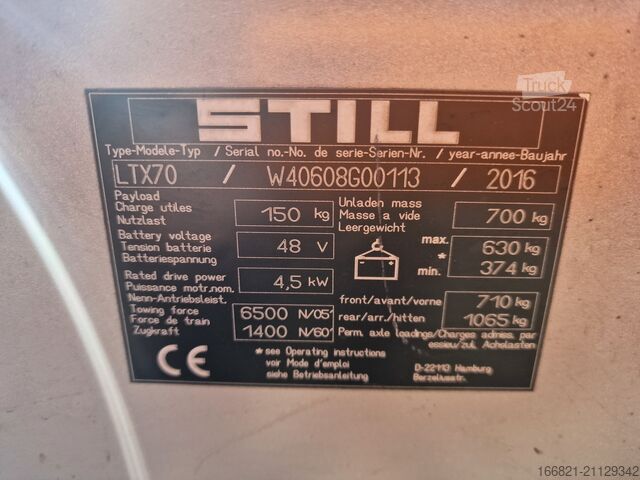 Truck
Scout24
STILL
Type-Modele-Typ / Serial no.-No. de serie-Serien-Nr. / year-annee-Baujahr
LTX70 / W40608G00113 / 2016
Payload
Charge utiles
Nutzlast
150 kg
Unladen mass
Masse a vide
Leergewicht
700 kg
Battery voltage
Tension batterie
Batteriespannung
48 V
max. 630 kg
*
min. 374 kg
Rated drive power
Puissance motr.nom.
Nenn-Antriebsleist.
4,5 kW
Towing force
Force de train
Zugkraft
6500 N/05'
1400 N/60'
front/avant/vorne 710 kg
rear/arr./hitten 1065 kg
Perm. axle loadings/Charges admies. par
essieu/zul. Achslasten
CE
* see Operating instructions
voir Mode d'emploi
siehe Betriebsanleitung
D-22113 Hamburg
Berzeliusstr.
166821-21129342